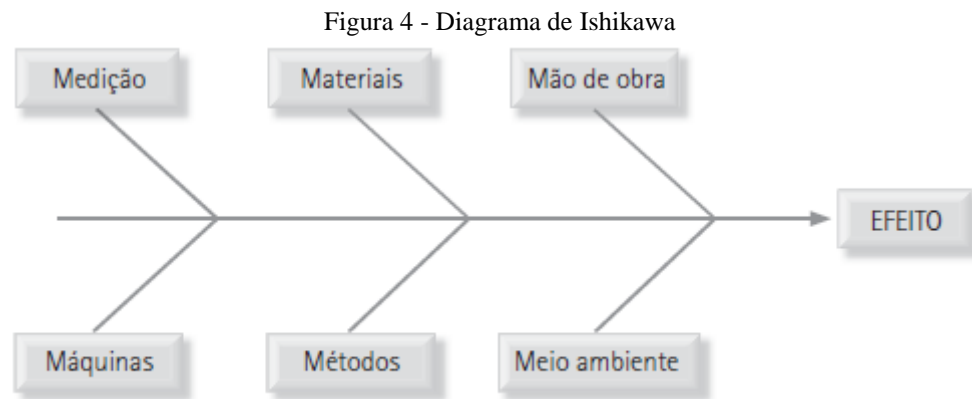 Figura 4 - Diagrama de Ishikawa
Medição
Materiais
Mão de obra
EFEITO
Máquinas
Métodos
Meio ambiente